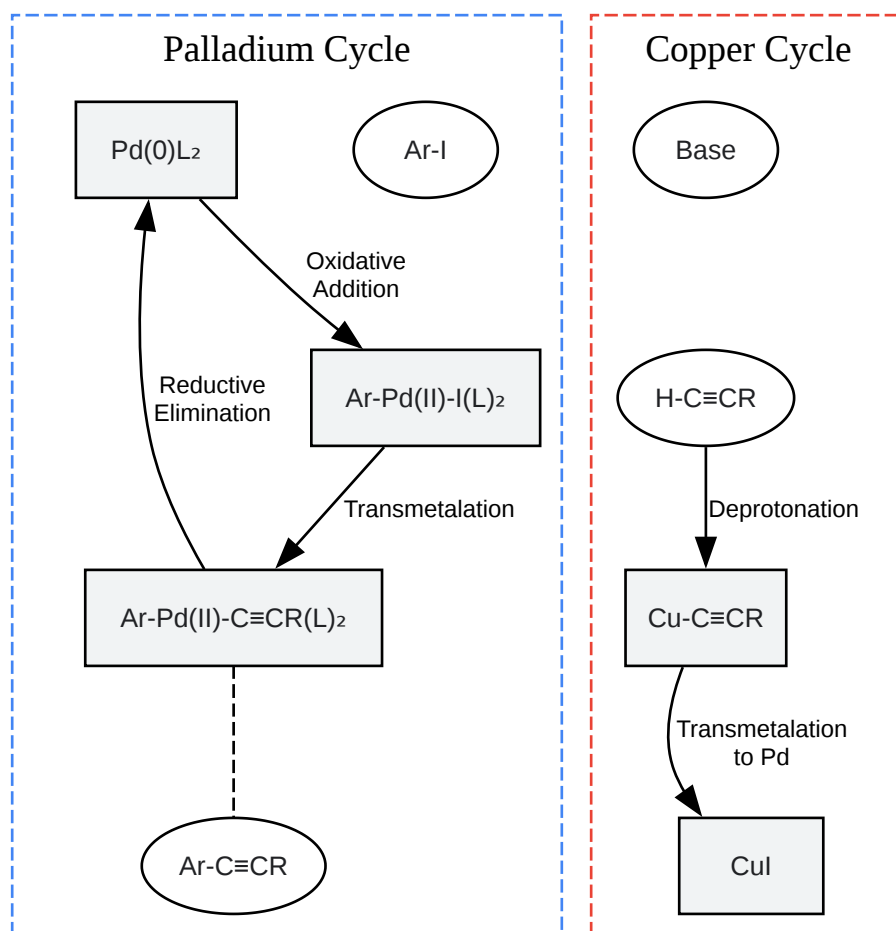 Palladium Cycle
Pd(0)L₂
Ar-I
Oxidative
Addition
Ar-Pd(II)-I(L)₂
Reductive
Elimination
Transmetalation
Ar-Pd(II)-C≡CR(L)₂
Ar-C≡CR
Copper Cycle
Base
H-C≡CR
Deprotonation
Cu-C≡CR
Transmetalation
to Pd
CuI